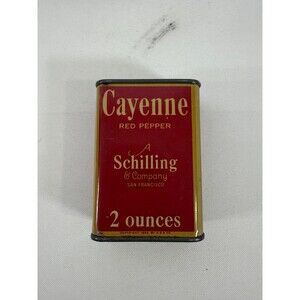 Cayenne
RED PEPPER
A
Schilling
& Company
SAN FRANCISCO
2 ounces